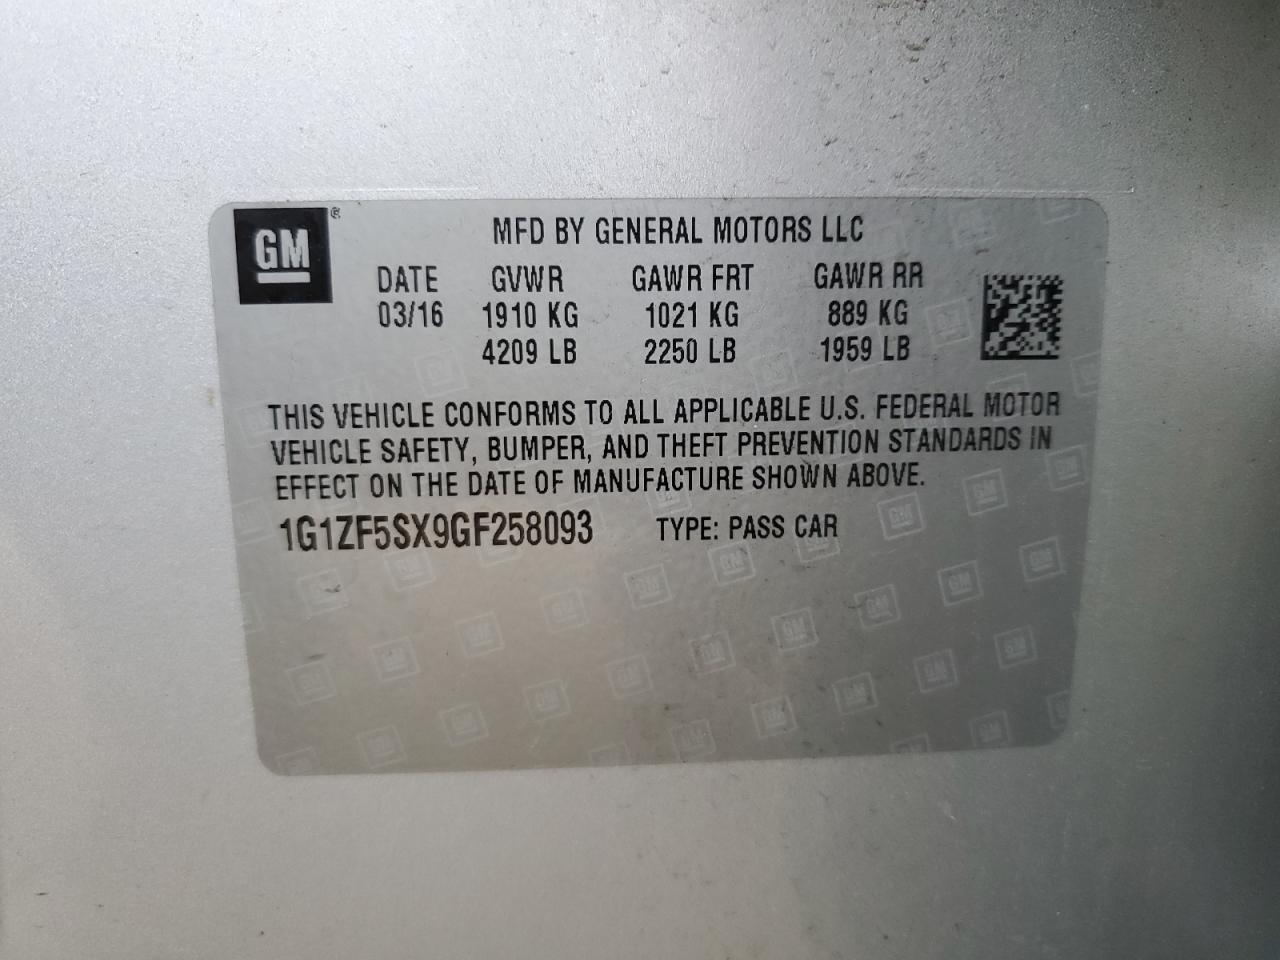 GM®
MFD BY GENERAL MOTORS LLC
DATE GVWR GAWR FRT GAWR RR
03/16 1910 KG 1021 KG 889 KG
4209 LB 2250 LB 1959 LB
THIS VEHICLE CONFORMS TO ALL APPLICABLE U.S. FEDERAL MOTOR
VEHICLE SAFETY, BUMPER, AND THEFT PREVENTION STANDARDS IN
EFFECT ON THE DATE OF MANUFACTURE SHOWN ABOVE.
1G1ZF5SX9GF258093 TYPE: PASS CAR